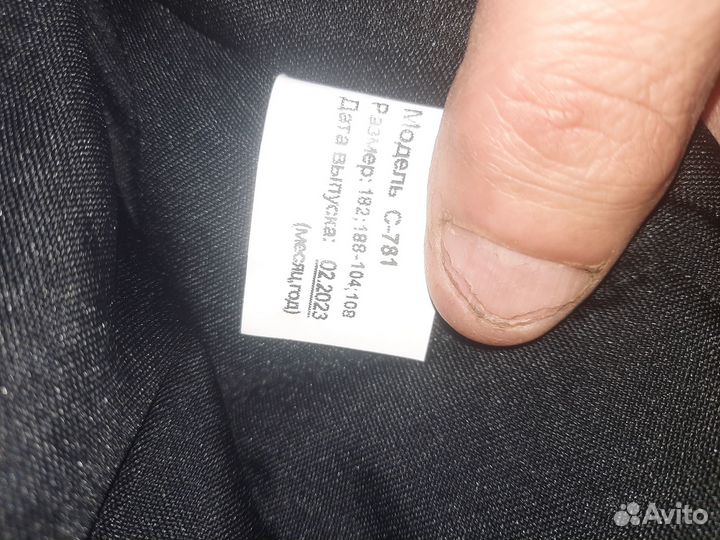 Модель С-781
Размер: 182;188-104;108
Дата выпуска: 02.2023
(месяц,год)
Avito